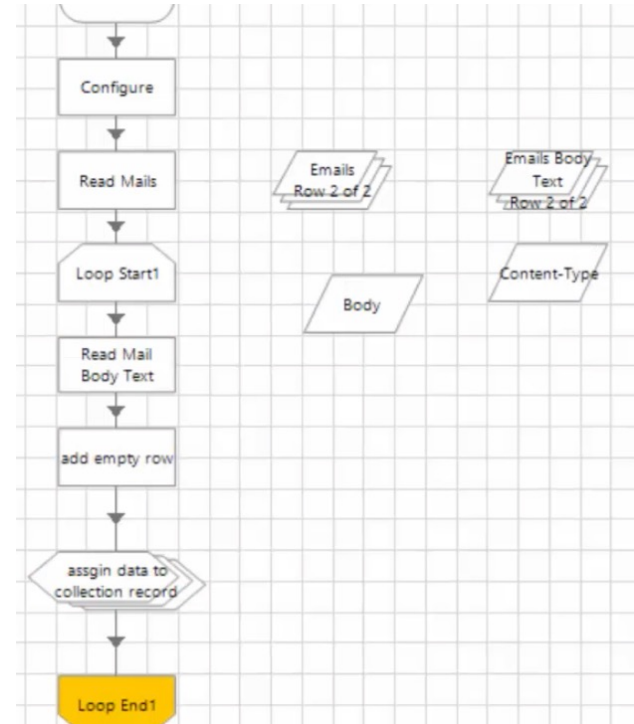 Configure
Read Mails
Emails
Row 2 of 2
Emails Body
Text
Row 2 of 2
Loop Start1
Content-Type
Body
Read Mail
Body Text
add empty row
assgin data to
collection record
Loop End1